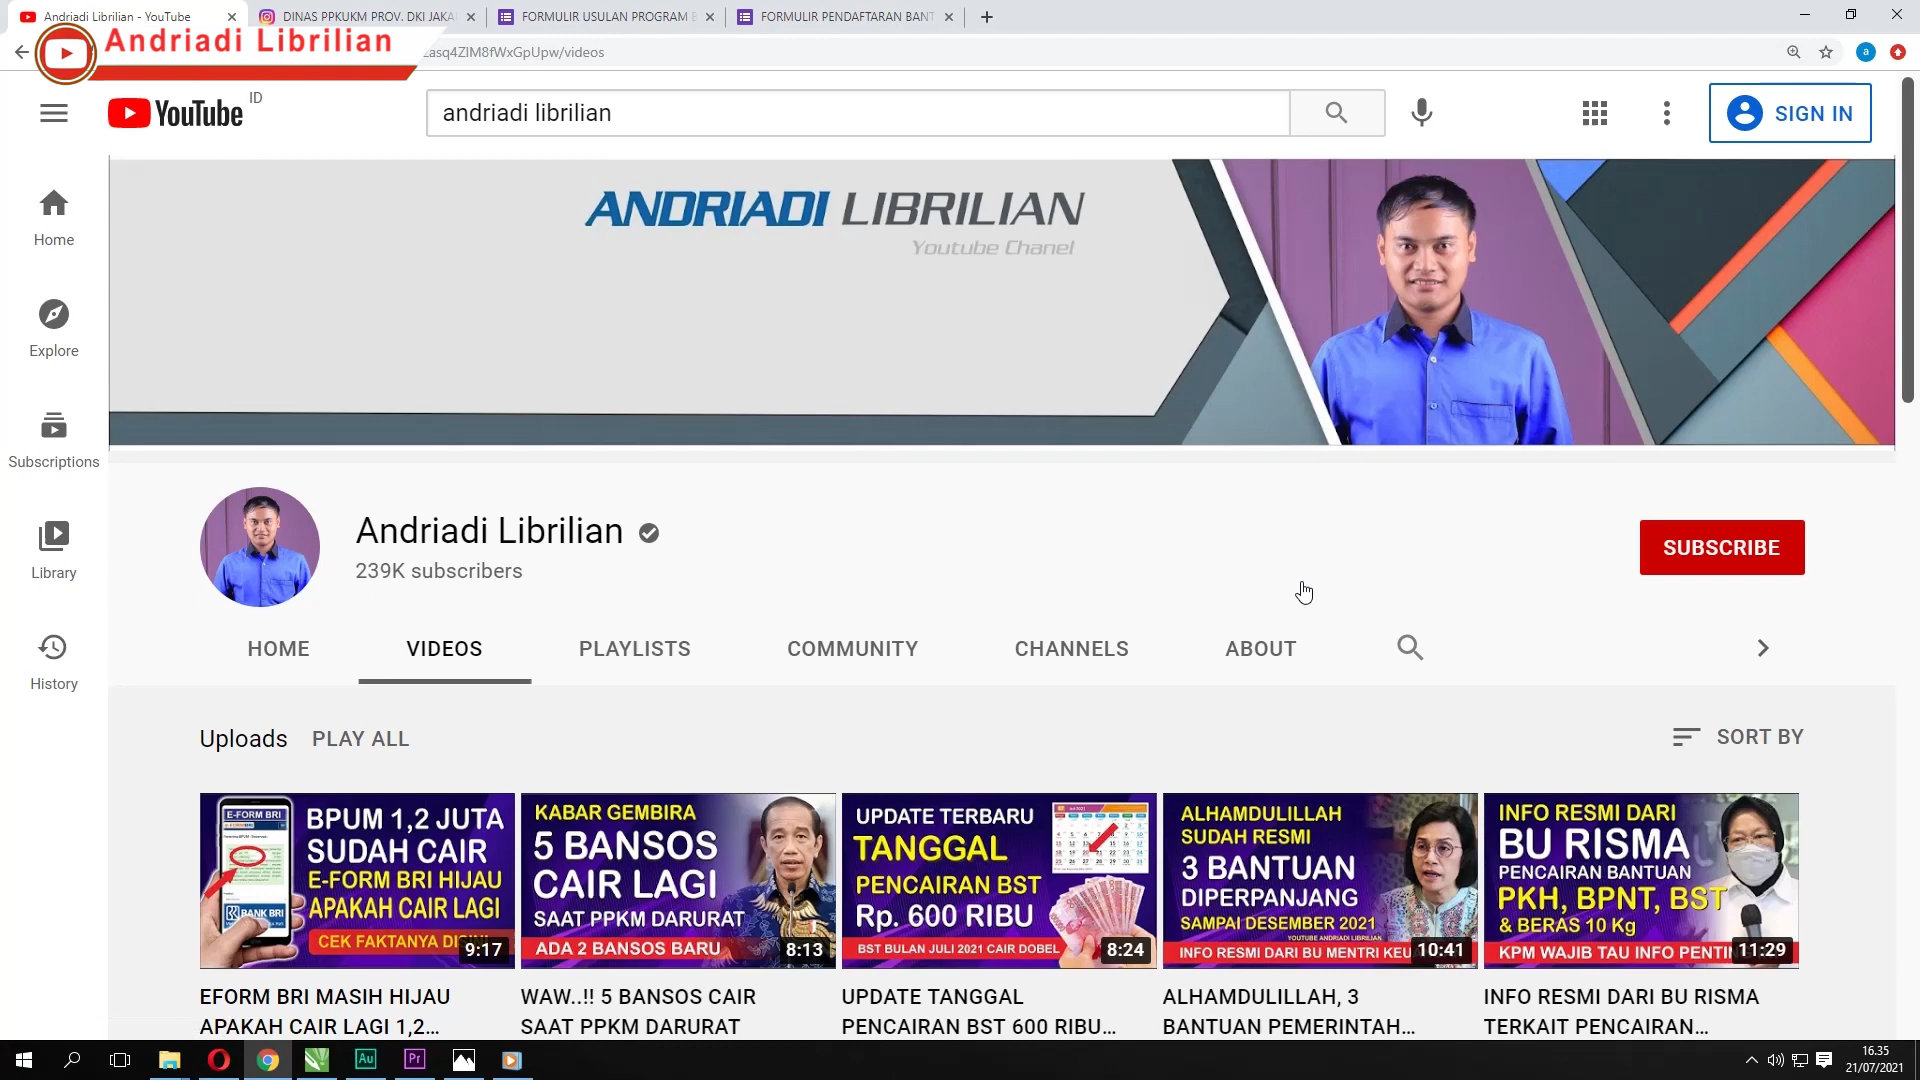 Andriadi Librilian - YouTube
DINAS PPKUKM PROV. DKI JAKA
FORMULIR USULAN PROGRAM
FORMULIR PENDAFTARAN BANT
Andriadi Librilian
asq4ZIM8fWxGpUpw/videos
a
YouTube ID
andriadi librilian
SIGN IN
Home
Explore
Subscriptions
Library
History
ANDRIADI LIBRILIAN
Youtube Chanel
Andriadi Librilian
239K subscribers
SUBSCRIBE
HOME VIDEOS PLAYLISTS COMMUNITY CHANNELS ABOUT
Uploads PLAY ALL
SORT BY
E-FORM BRI
BPUM 1,2 JUTA
SUDAH CAIR
E-FORM BRI HIJAU
APAKAH CAIR LAGI
CEK FAKTANYA
BANK BRI
9:17
KABAR GEMBIRA
5 BANSOS
CAIR LAGI
SAAT PPKM DARURAT
ADA 2 BANSOS BARU
8:13
UPDATE TERBARU
TANGGAL
PENCAIRAN BST
Rp. 600 RIBU
BST BULAN JULI 2021 CAIR DOBEL
8:24
ALHAMDULILLAH
SUDAH RESMI
3 BANTUAN
DIPERPANJANG
SAMPAI DESEMBER 2021
YOUTUBE ANDRIADI LIBRILIAN
INFO RESMI DARI BU MENTRI KEU
10:41
INFO RESMI DARI
BU RISMA
PENCAIRAN BANTUAN
PKH, BPNT, BST
& BERAS 10 Kg
KPM WAJIB TAU INFO PENTIN
11:29
EFORM BRI MASIH HIJAU
APAKAH CAIR LAGI 1,2...
WAW..!! 5 BANSOS CAIR
SAAT PPKM DARURAT
UPDATE TANGGAL
PENCAIRAN BST 600 RIBU...
ALHAMDULILLAH, 3
BANTUAN PEMERINTAH...
INFO RESMI DARI BU RISMA
TERKAIT PENCAIRAN...
Au
Pr
16.35
21/07/2021